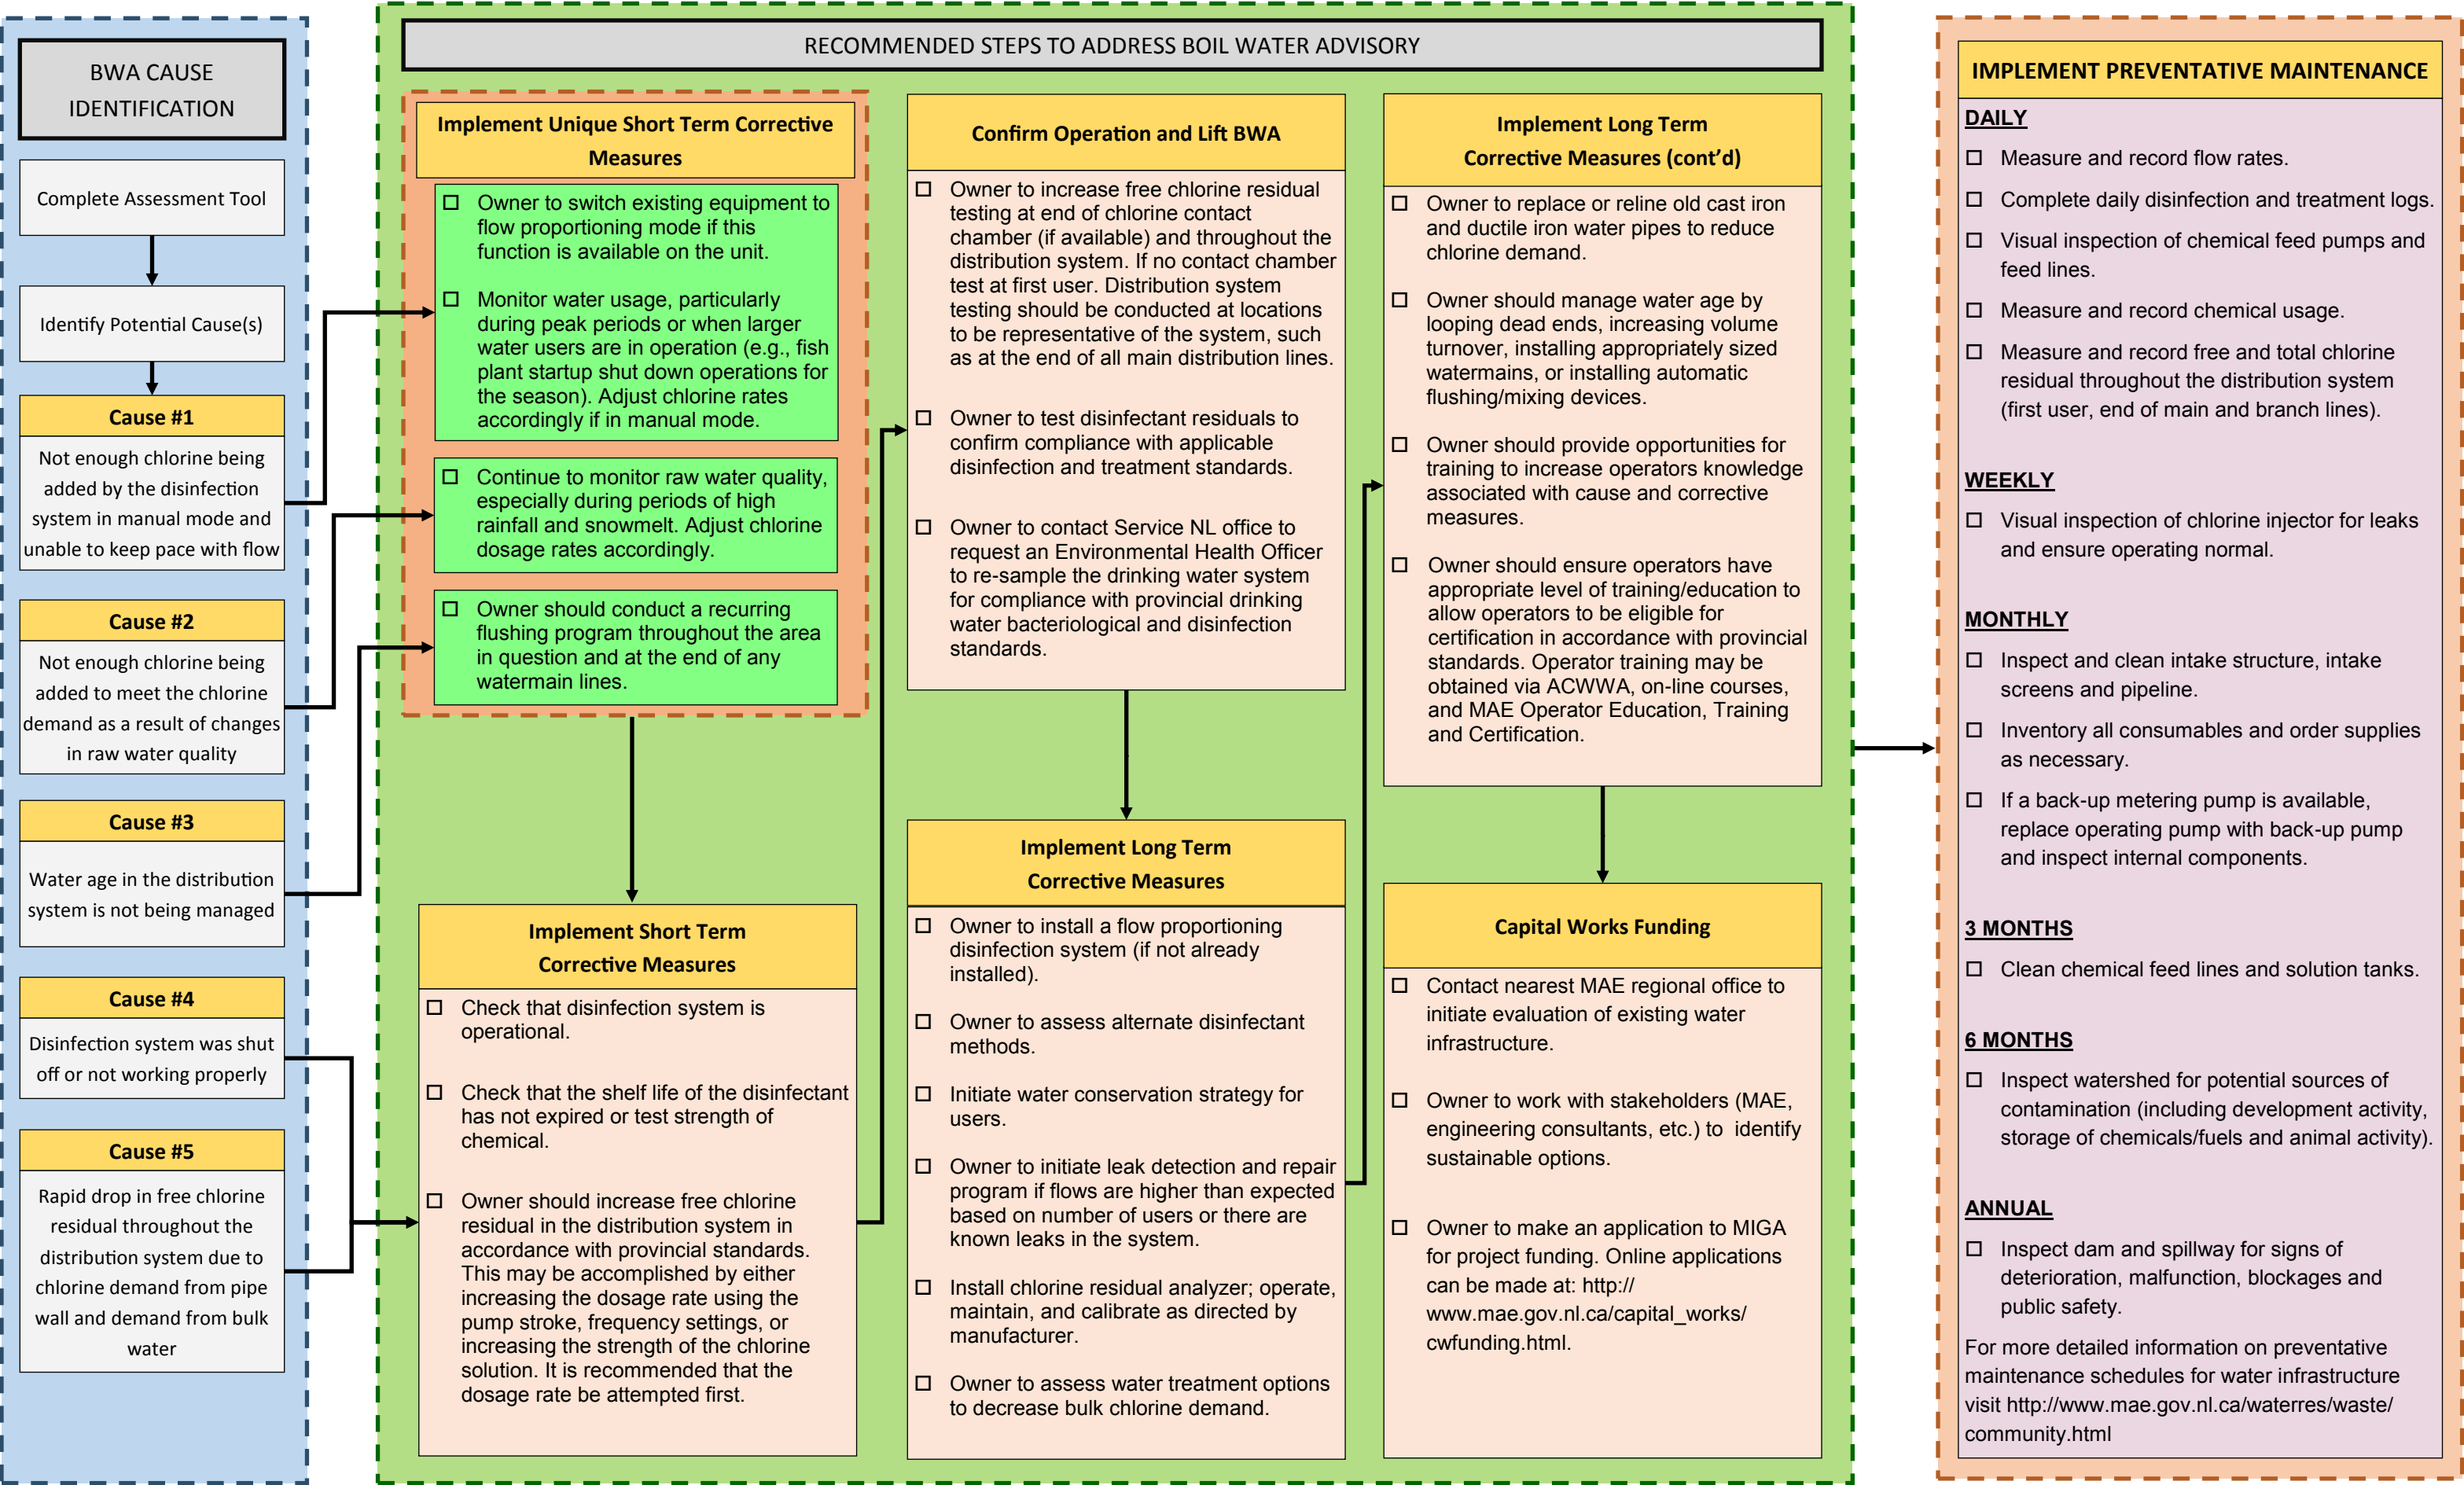 BWA CAUSE
IDENTIFICATION
Complete Assessment Tool
Identify Potential Cause(s)
Cause #1
Not enough chlorine being
added by the disinfection
system in manual mode and
unable to keep pace with flow
Cause #2
Not enough chlorine being
added to meet the chlorine
demand as a result of changes
in raw water quality
Cause #3
Water age in the distribution
system is not being managed
Cause #4
Disinfection system was shut
off or not working properly
Cause #5
Rapid drop in free chlorine
residual throughout the
distribution system due to
chlorine demand from pipe
wall and demand from bulk
water
RECOMMENDED STEPS TO ADDRESS BOIL WATER ADVISORY
Implement Unique Short Term Corrective
Measures
☐ Owner to switch existing equipment to
flow proportioning mode if this
function is available on the unit.
☐ Monitor water usage, particularly
during peak periods or when larger
water users are in operation (e.g., fish
plant startup shut down operations for
the season). Adjust chlorine rates
accordingly if in manual mode.
☐ Continue to monitor raw water quality,
especially during periods of high
rainfall and snowmelt. Adjust chlorine
dosage rates accordingly.
☐ Owner should conduct a recurring
flushing program throughout the area
in question and at the end of any
watermain lines.
Implement Short Term
Corrective Measures
☐ Check that disinfection system is
operational.
☐ Check that the shelf life of the disinfectant
has not expired or test strength of
chemical.
☐ Owner should increase free chlorine
residual in the distribution system in
accordance with provincial standards.
This may be accomplished by either
increasing the dosage rate using the
pump stroke, frequency settings, or
increasing the strength of the chlorine
solution. It is recommended that the
dosage rate be attempted first.
Confirm Operation and Lift BWA
☐ Owner to increase free chlorine residual
testing at end of chlorine contact
chamber (if available) and throughout the
distribution system. If no contact chamber
test at first user. Distribution system
testing should be conducted at locations
to be representative of the system, such
as at the end of all main distribution lines.
☐ Owner to test disinfectant residuals to
confirm compliance with applicable
disinfection and treatment standards.
☐ Owner to contact Service NL office to
request an Environmental Health Officer
to re-sample the drinking water system
for compliance with provincial drinking
water bacteriological and disinfection
standards.
Implement Long Term
Corrective Measures
☐ Owner to install a flow proportioning
disinfection system (if not already
installed).
☐ Owner to assess alternate disinfectant
methods.
☐ Initiate water conservation strategy for
users.
☐ Owner to initiate leak detection and repair
program if flows are higher than expected
based on number of users or there are
known leaks in the system.
☐ Install chlorine residual analyzer; operate,
maintain, and calibrate as directed by
manufacturer.
☐ Owner to assess water treatment options
to decrease bulk chlorine demand.
Implement Long Term
Corrective Measures (cont’d)
☐ Owner to replace or reline old cast iron
and ductile iron water pipes to reduce
chlorine demand.
☐ Owner should manage water age by
looping dead ends, increasing volume
turnover, installing appropriately sized
watermains, or installing automatic
flushing/mixing devices.
☐ Owner should provide opportunities for
training to increase operators knowledge
associated with cause and corrective
measures.
☐ Owner should ensure operators have
appropriate level of training/education to
allow operators to be eligible for
certification in accordance with provincial
standards. Operator training may be
obtained via ACWWA, on-line courses,
and MAE Operator Education, Training
and Certification.
Capital Works Funding
☐ Contact nearest MAE regional office to
initiate evaluation of existing water
infrastructure.
☐ Owner to work with stakeholders (MAE,
engineering consultants, etc.) to identify
sustainable options.
☐ Owner to make an application to MIGA
for project funding. Online applications
can be made at: http://
www.mae.gov.nl.ca/capital_works/
cwfunding.html.
IMPLEMENT PREVENTATIVE MAINTENANCE
DAILY
☐ Measure and record flow rates.
☐ Complete daily disinfection and treatment logs.
☐ Visual inspection of chemical feed pumps and
feed lines.
☐ Measure and record chemical usage.
☐ Measure and record free and total chlorine
residual throughout the distribution system
(first user, end of main and branch lines).
WEEKLY
☐ Visual inspection of chlorine injector for leaks
and ensure operating normal.
MONTHLY
☐ Inspect and clean intake structure, intake
screens and pipeline.
☐ Inventory all consumables and order supplies
as necessary.
☐ If a back-up metering pump is available,
replace operating pump with back-up pump
and inspect internal components.
3 MONTHS
☐ Clean chemical feed lines and solution tanks.
6 MONTHS
☐ Inspect watershed for potential sources of
contamination (including development activity,
storage of chemicals/fuels and animal activity).
ANNUAL
☐ Inspect dam and spillway for signs of
deterioration, malfunction, blockages and
public safety.
For more detailed information on preventative
maintenance schedules for water infrastructure
visit http://www.mae.gov.nl.ca/waterres/waste/
community.html